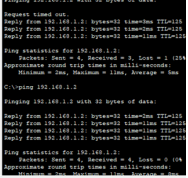 Pinging 192.168.1.2 with 32 bytes of data:
Request timed out.
Reply from 192.168.1.2: bytes=32 time=3ms TTL=125
Reply from 192.168.1.2: bytes=32 time=2ms TTL=125
Reply from 192.168.1.2: bytes=32 time=11ms TTL=125
Ping statistics for 192.168.1.2:
Packets: Sent = 4, Received = 3, Lost = 1 (25%
Approximate round trip times in milli-seconds:
Minimum = 2ms, Maximum = 11ms, Average = 5ms
C:\>ping 192.168.1.2
Pinging 192.168.1.2 with 32 bytes of data:
Reply from 192.168.1.2: bytes=32 time=11ms TTL=125
Reply from 192.168.1.2: bytes=32 time=2ms TTL=125
Reply from 192.168.1.2: bytes=32 time=2ms TTL=125
Reply from 192.168.1.2: bytes=32 time=11ms TTL=125
Ping statistics for 192.168.1.2:
Packets: Sent = 4, Received = 4, Lost = 0 (0%
Approximate round trip times in milli-seconds:
Minimum = 2ms, Maximum = 11ms, Average =